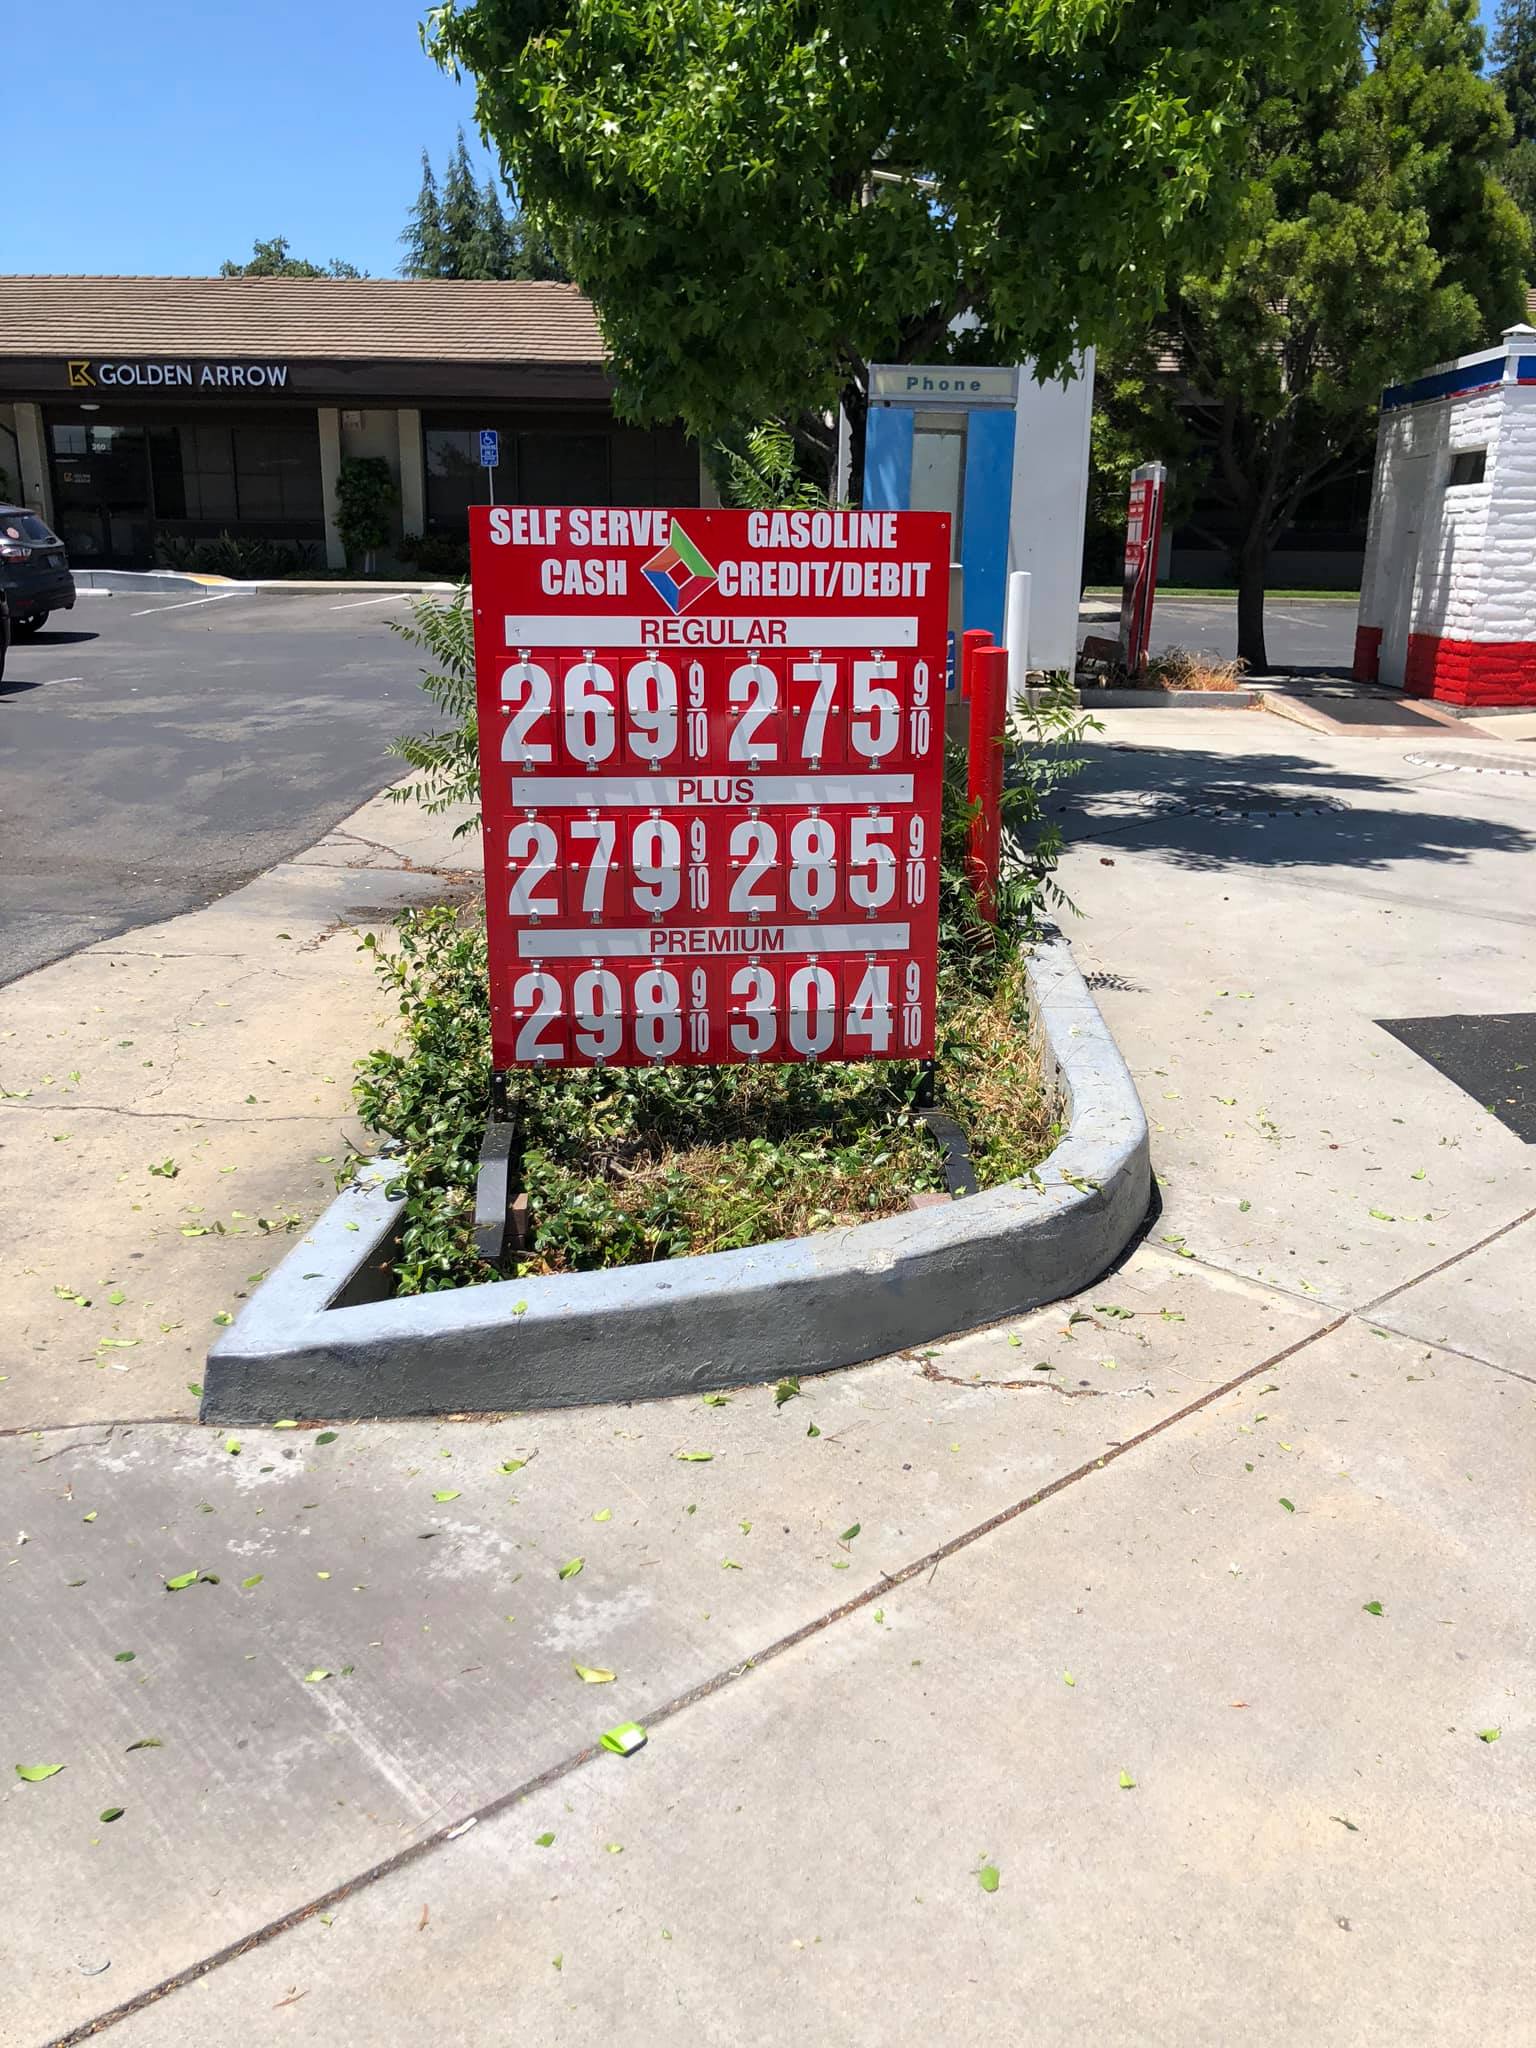 GOLDEN ARROW
Phone
SELF SERVE GASOLINE
CASH CREDIT/DEBIT
REGULAR
269 9/10 275 9/10
PLUS
279 9/10 285 9/10
PREMIUM
298 9/10 304 9/10